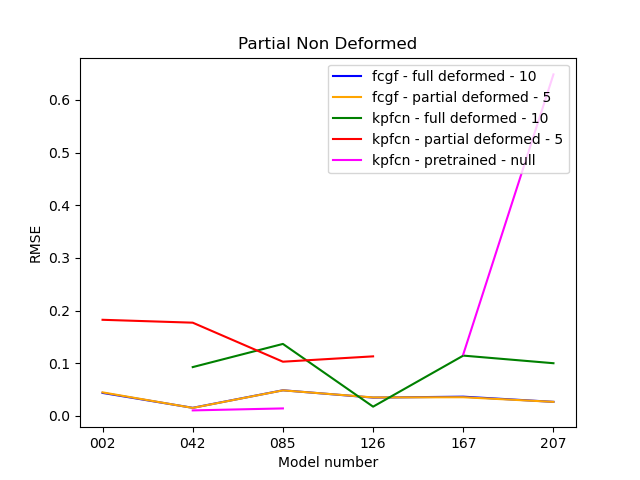 Partial Non Deformed
fcgf - full deformed - 10
fcgf - partial deformed - 5
kpfcn - full deformed - 10
kpfcn - partial deformed - 5
kpfcn - pretrained - null
RMSE
0.6
0.5
0.4
0.3
0.2
0.1
0.0
002 042 085 126 167 207
Model number